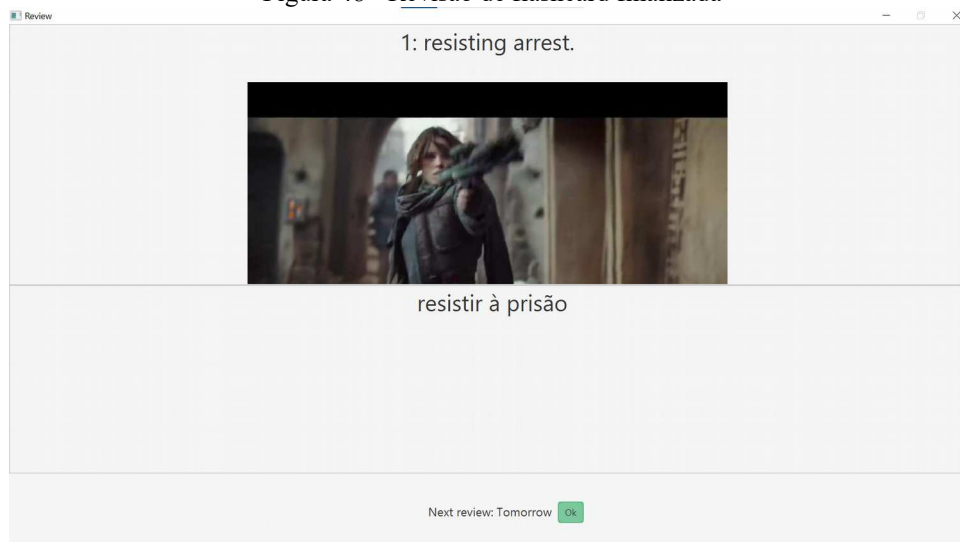 Review
1: resisting arrest.
resistir à prisão
Next review: Tomorrow Ok